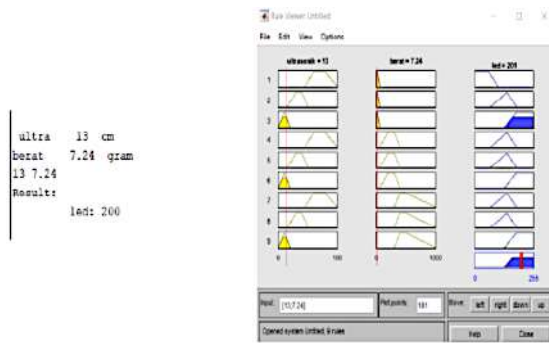 ultra 13 cm
berat 7.24 gram
13 7.24
Result:
led: 200
Rule Viewer: Untitled
File Edit View Options
ultrasonik = 13
berat = 7.24
led = 201
1
2
3
4
5
6
7
8
9
0 100
0 1000
0 255
Input: [13;7.24]
Plot points: 101
Move: left right down up
Opened system Untitled, 9 rules
Help Close